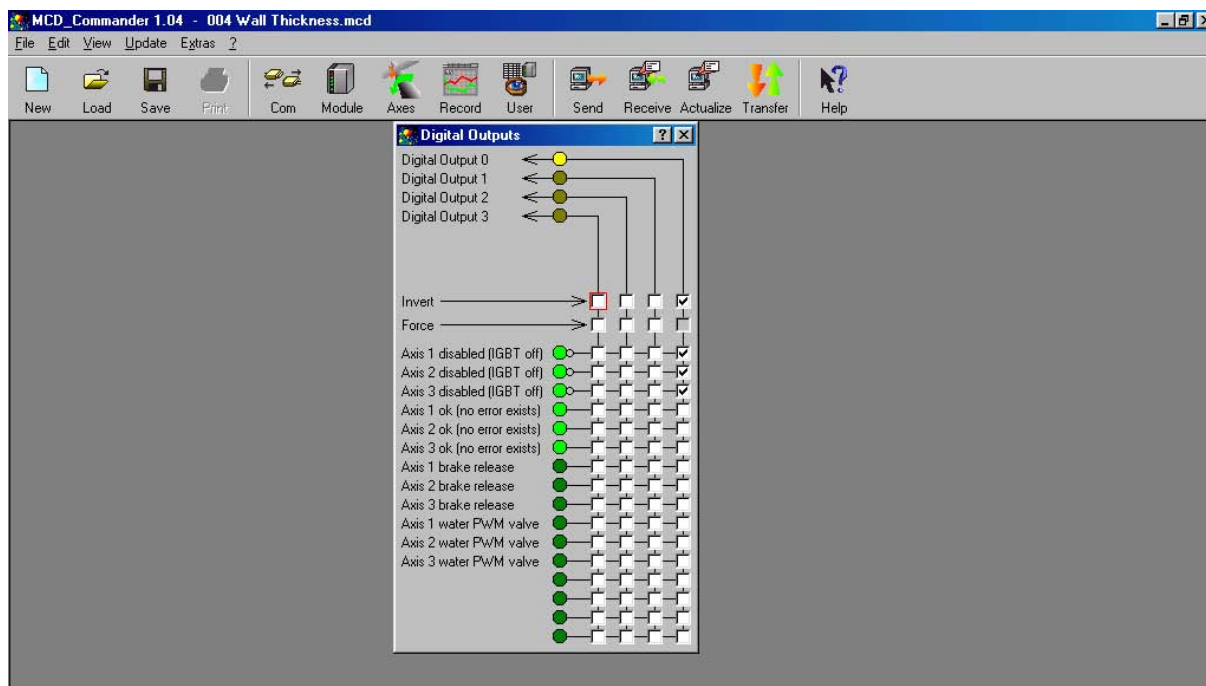 MCD_Commander 1.04 - 004 Wall Thickness.mcd
File Edit View Update Extras ?
New Load Save Print Com Module Axes Record User Send Receive Actualize Transfer Help
Digital Outputs
Digital Output 0
Digital Output 1
Digital Output 2
Digital Output 3
Invert
Force
Axis 1 disabled (IGBT off)
Axis 2 disabled (IGBT off)
Axis 3 disabled (IGBT off)
Axis 1 ok (no error exists)
Axis 2 ok (no error exists)
Axis 3 ok (no error exists)
Axis 1 brake release
Axis 2 brake release
Axis 3 brake release
Axis 1 water PWM valve
Axis 2 water PWM valve
Axis 3 water PWM valve